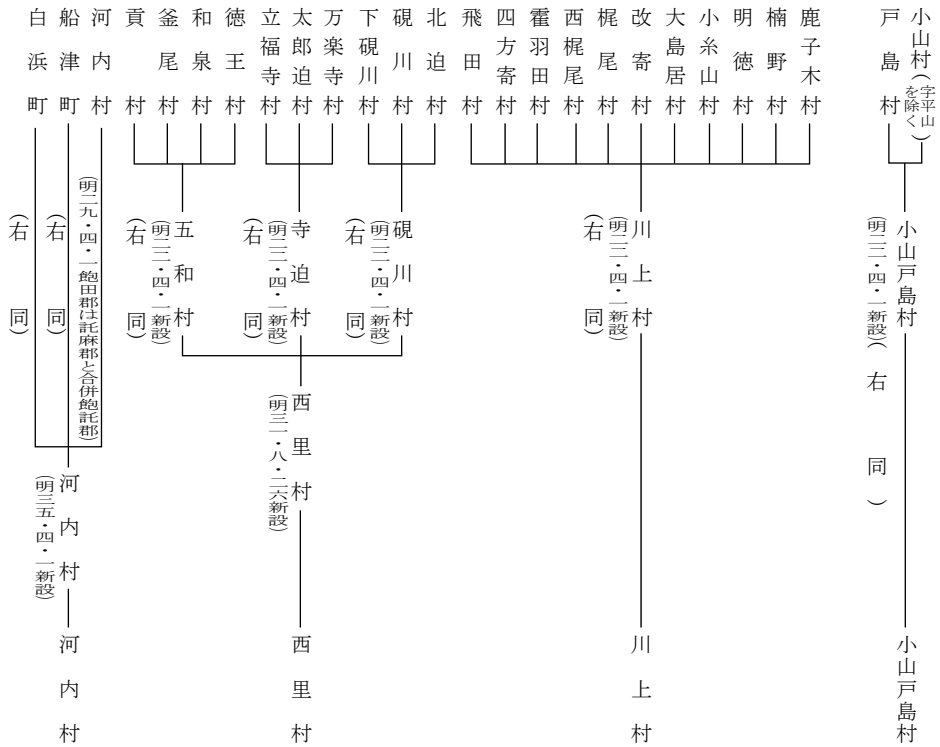 小山村(字平山を除く)
戸島村
小山戸島村
(明二二・四・一新設)(右同)
小山戸島村
鹿子木村
楠野村
明徳村
小糸山村
大島居村
改寄村
梶尾村
西梶尾村
霍羽田村
四方寄村
飛田村
川上村
(明二二・四・一新設)
(右同)
川上村
北迫村
硯川村
下硯川村
硯川村
(明二二・四・一新設)
(右同)
万楽寺村
太郎迫村
立福寺村
寺迫村
(明二二・四・一新設)
(右同)
徳王村
和泉村
釜尾村
貢村
五和村
(明二二・四・一新設)
(右同)
西里村
(明三一・八・二六新設)
西里村
河内村
(明二九・四・一飽田郡は託麻郡と合併飽託郡)
船津町
(右同)
白浜町
(右同)
河内村
(明三五・四・一新設)
河内村